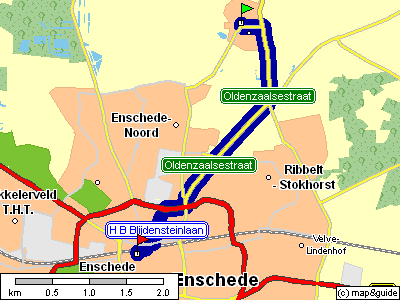 Oldenzaalsestraat
Enschede-
Noord
Oldenzaalsestraat
Ribbelt
- Stokhorst
kkelerveld
T.H.T.
H B Blijdensteinlaan
Velve-
Lindenhof
Enschede
Enschede
km 0.5 1.0 1.5 2.0
(c) map&guide